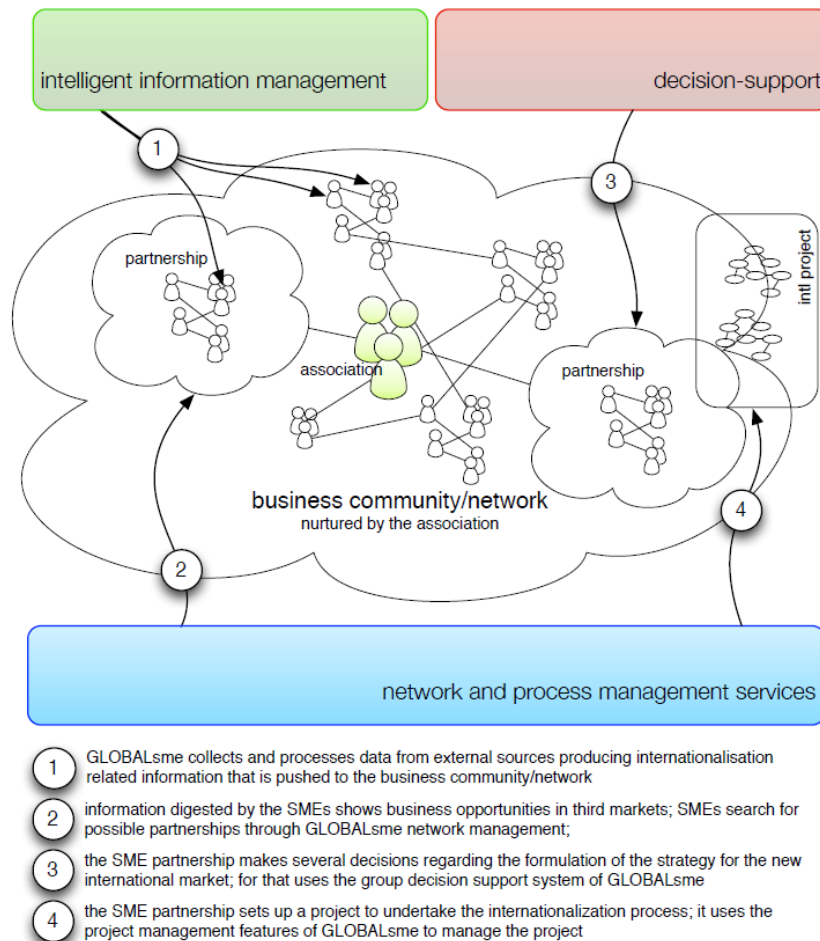 intelligent information management
decision-support
1
3
partnership
intl project
association
partnership
business community/network
nurtured by the association
4
2
network and process management services
1
GLOBALsme collects and processes data from external sources producing internationalisation
related information that is pushed to the business community/network
2
information digested by the SMEs shows business opportunities in third markets; SMEs search for
possible partnerships through GLOBALsme network management;
3
the SME partnership makes several decisions regarding the formulation of the strategy for the new
international market; for that uses the group decision support system of GLOBALsme
4
the SME partnership sets up a project to undertake the internationalization process; it uses the
project management features of GLOBALsme to manage the project